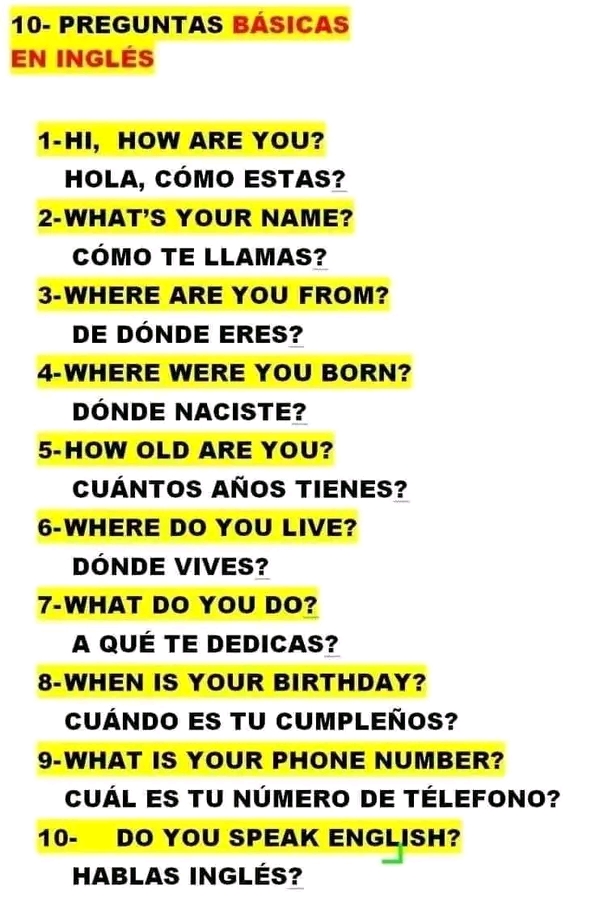 10- PREGUNTAS BÁSICAS
EN INGLÉS
1-HI, HOW ARE YOU?
HOLA, CÓMO ESTAS?
2-WHAT’S YOUR NAME?
CÓMO TE LLAMAS?
3-WHERE ARE YOU FROM?
DE DÓNDE ERES?
4-WHERE WERE YOU BORN?
DÓNDE NACISTE?
5-HOW OLD ARE YOU?
CUÁNTOS AÑOS TIENES?
6-WHERE DO YOU LIVE?
DÓNDE VIVES?
7-WHAT DO YOU DO?
A QUÉ TE DEDICAS?
8-WHEN IS YOUR BIRTHDAY?
CUÁNDO ES TU CUMPLEÑOS?
9-WHAT IS YOUR PHONE NUMBER?
CUÁL ES TU NÚMERO DE TÉLEFONO?
10- DO YOU SPEAK ENGLISH?
HABLAS INGLÉS?